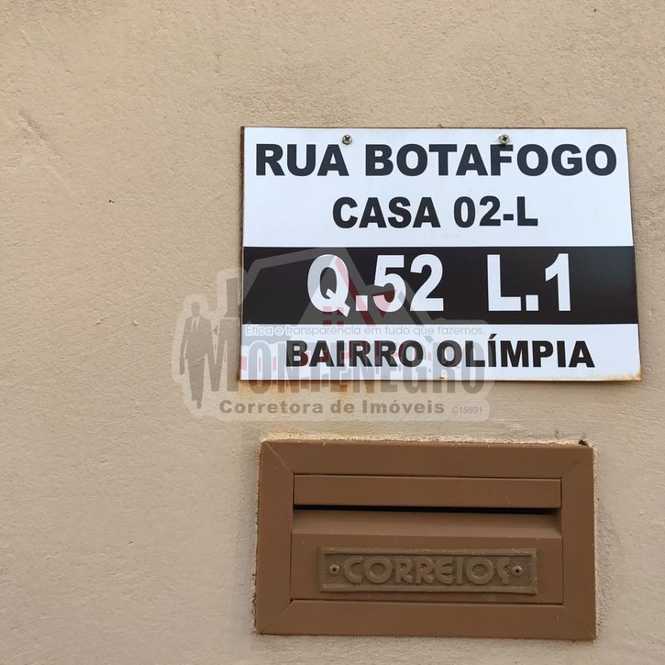 RUA BOTAFOGO
CASA 02-L
Q.52 L.1
Ética e transparência em tudo que fazemos.
BAIRRO OLÍMPIA
MONTENEGRO
Corretora de Imóveis C15691
CORREIOS